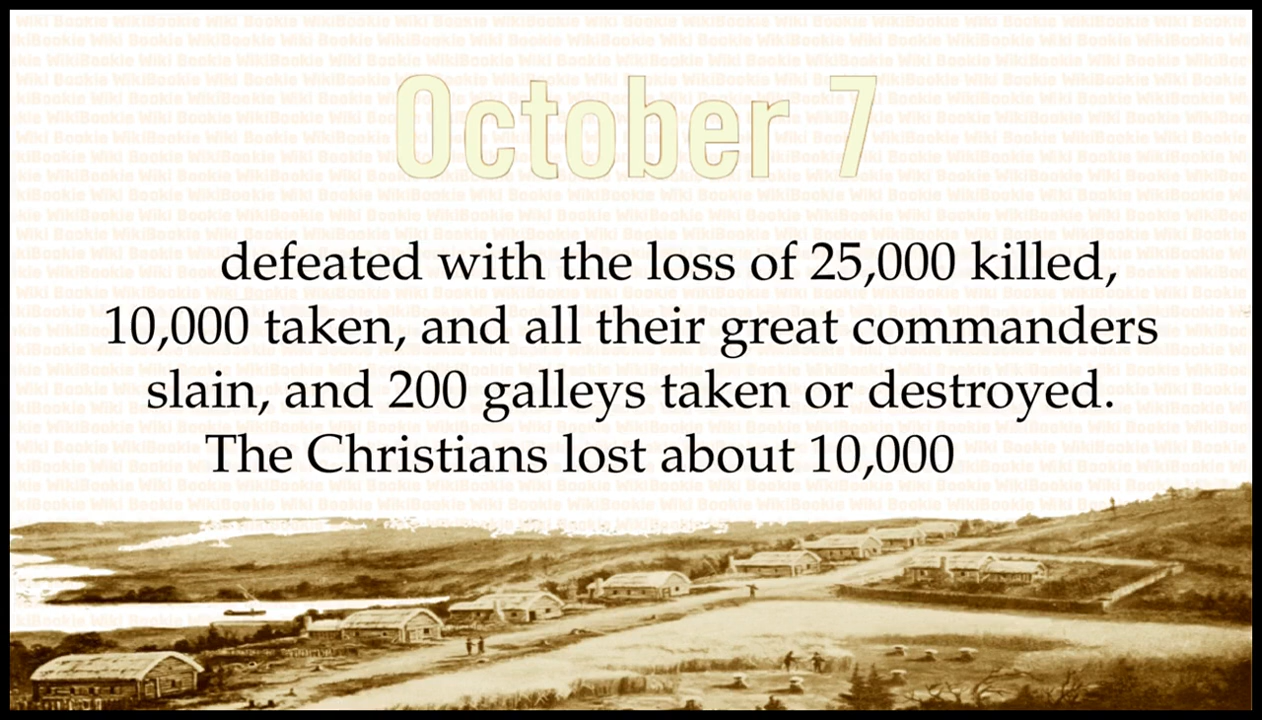 October 7
defeated with the loss of 25,000 killed,
10,000 taken, and all their great commanders
slain, and 200 galleys taken or destroyed.
The Christians lost about 10,000